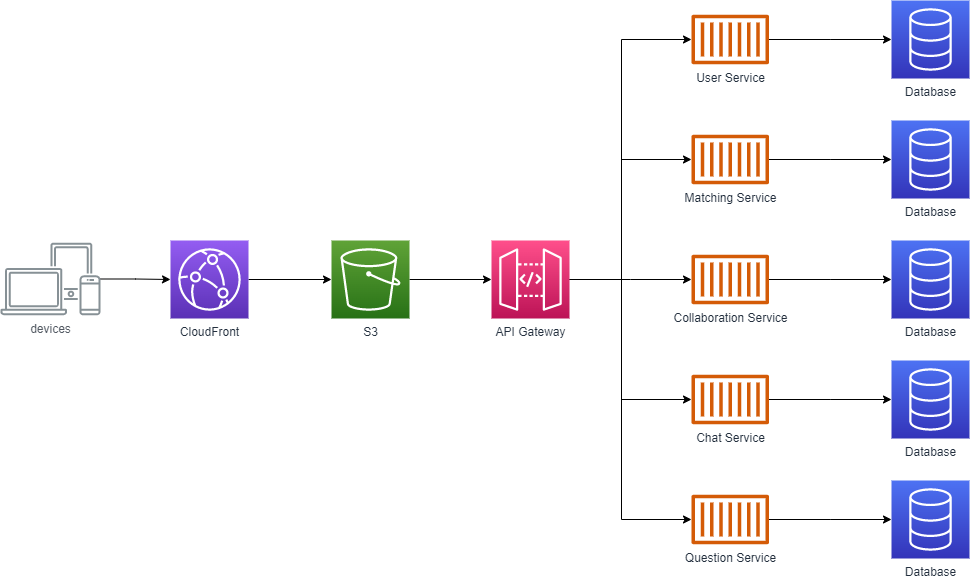 User Service
Database
Matching Service
Database
devices
CloudFront
S3
API Gateway
</>
Collaboration Service
Database
Chat Service
Database
Question Service
Database